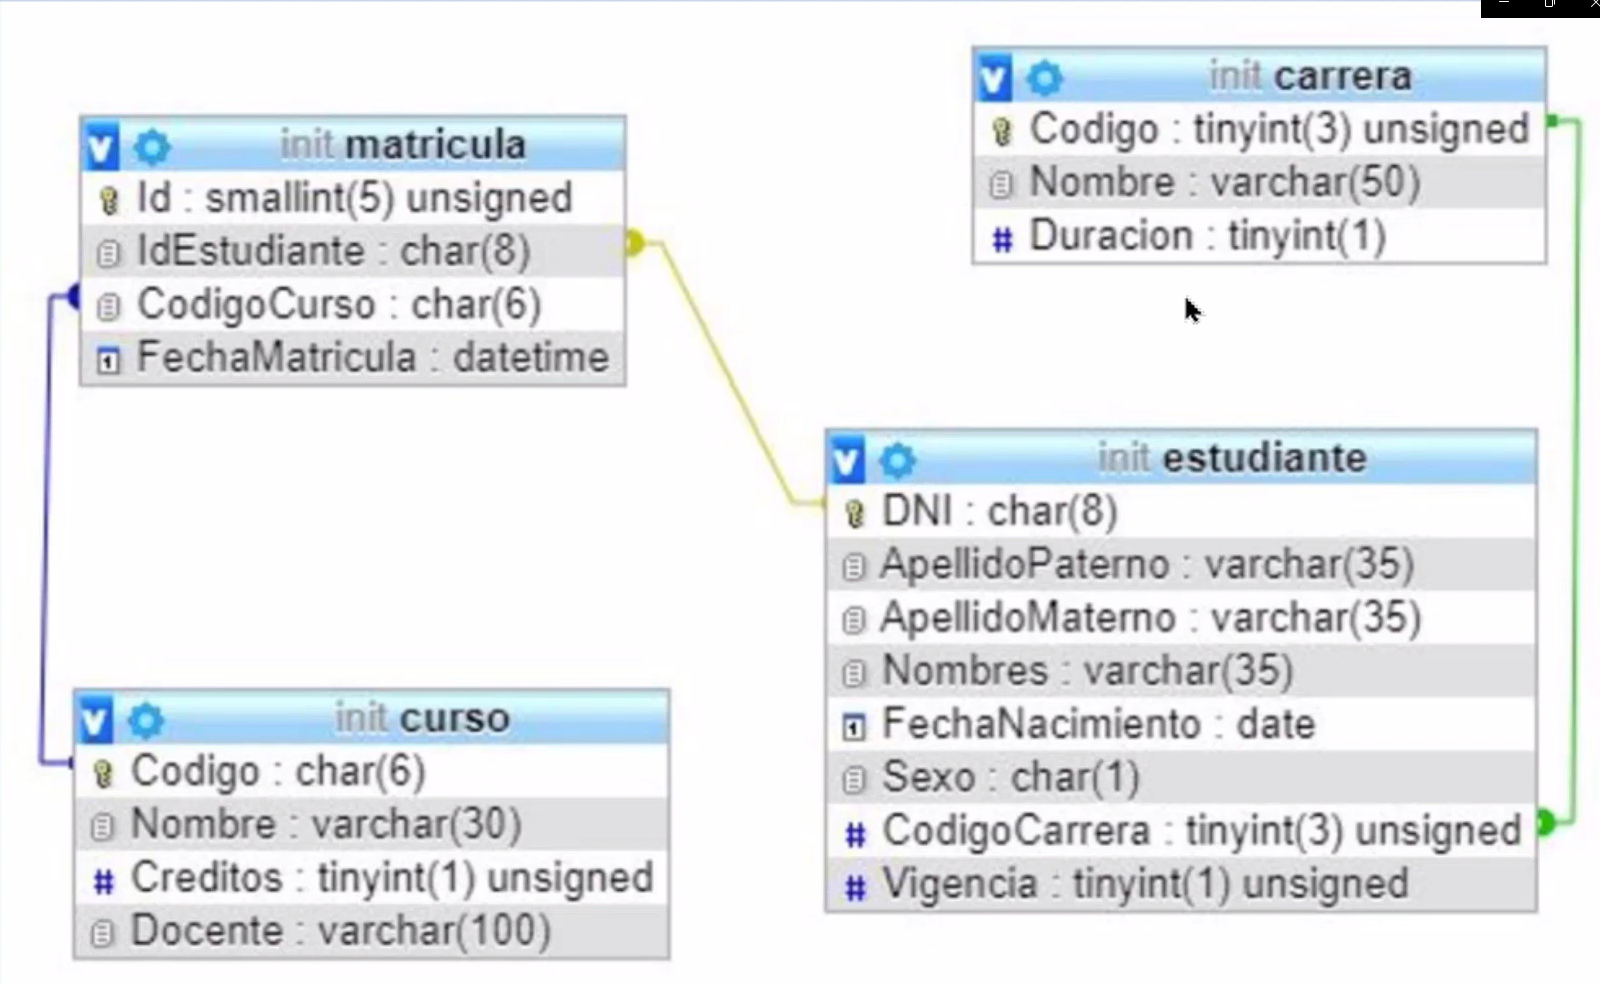 init matricula
Id : smallint(5) unsigned
IdEstudiante : char(8)
CodigoCurso : char(6)
FechaMatricula : datetime
init carrera
Codigo : tinyint(3) unsigned
Nombre : varchar(50)
Duracion : tinyint(1)
init estudiante
DNI : char(8)
ApellidoPaterno : varchar(35)
ApellidoMaterno : varchar(35)
Nombres : varchar(35)
FechaNacimiento : date
Sexo : char(1)
CodigoCarrera : tinyint(3) unsigned
Vigencia : tinyint(1) unsigned
init curso
Codigo : char(6)
Nombre : varchar(30)
Creditos : tinyint(1) unsigned
Docente : varchar(100)